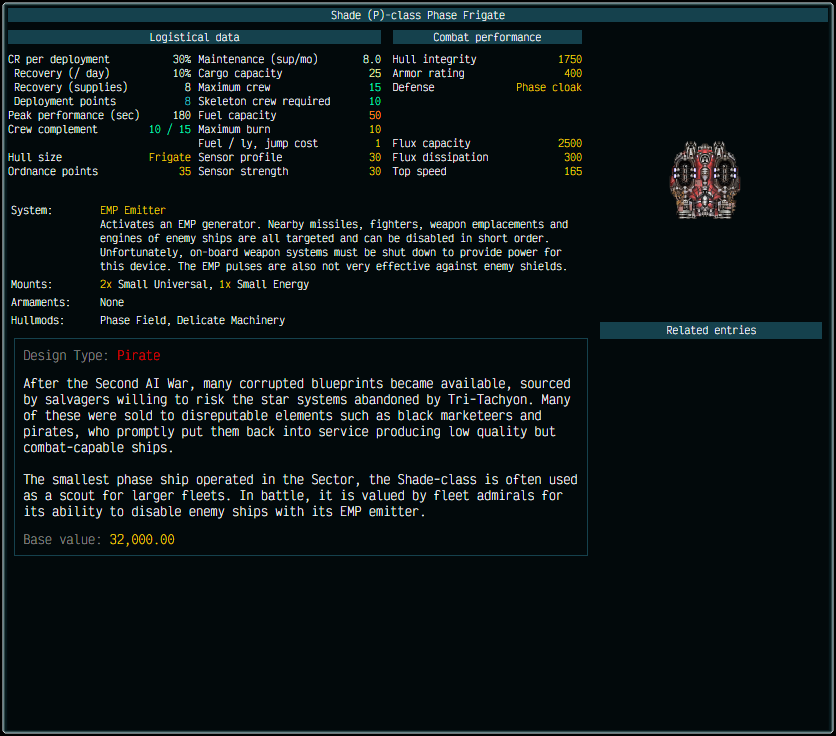 Shade (P)-class Phase Frigate
Logistical data
CR per deployment 30% Maintenance (sup/mo) 8.0
Recovery (/ day) 10% Cargo capacity 25
Recovery (supplies) 8 Maximum crew 15
Deployment points 8 Skeleton crew required 10
Peak performance (sec) 180 Fuel capacity 50
Crew complement 10 / 15 Maximum burn 10
Fuel / ly, jump cost 1
Hull size Frigate Sensor profile 30
Ordnance points 35 Sensor strength 30
Combat performance
Hull integrity 1750
Armor rating 400
Defense Phase cloak
Flux capacity 2500
Flux dissipation 300
Top speed 165
System: EMP Emitter
Activates an EMP generator. Nearby missiles, fighters, weapon emplacements and
engines of enemy ships are all targeted and can be disabled in short order.
Unfortunately, on-board weapon systems must be shut down to provide power for
this device. The EMP pulses are also not very effective against enemy shields.
Mounts: 2x Small Universal, 1x Small Energy
Armaments: None
Hullmods: Phase Field, Delicate Machinery
Design Type: Pirate
After the Second AI War, many corrupted blueprints became available, sourced
by salvagers willing to risk the star systems abandoned by Tri-Tachyon. Many
of these were sold to disreputable elements such as black marketeers and
pirates, who promptly put them back into service producing low quality but
combat-capable ships.
The smallest phase ship operated in the Sector, the Shade-class is often used
as a scout for larger fleets. In battle, it is valued by fleet admirals for
its ability to disable enemy ships with its EMP emitter.
Base value: 32,000.00
Related entries